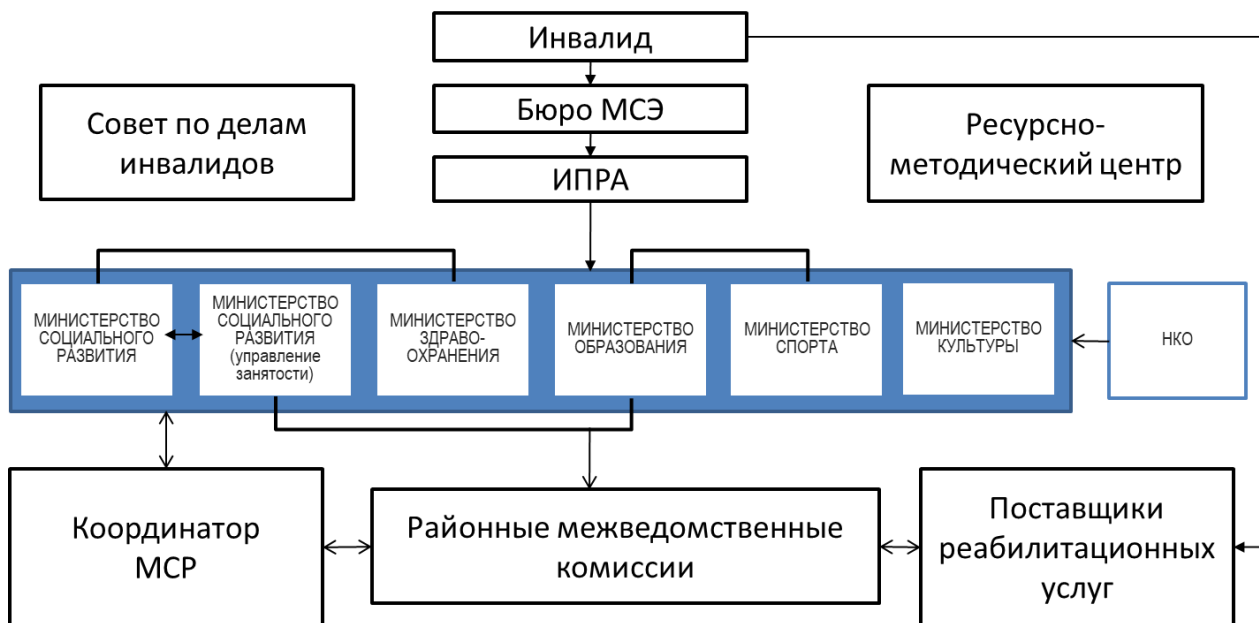 Инвалид
Бюро МСЭ
ИПРА
Совет по делам
инвалидов
Ресурсно-
методический центр
МИНИСТЕРСТВО
СОЦИАЛЬНОГО
РАЗВИТИЯ
МИНИСТЕРСТВО
СОЦИАЛЬНОГО
РАЗВИТИЯ
(управление
занятости)
МИНИСТЕРСТВО
ЗДРАВО-
ОХРАНЕНИЯ
МИНИСТЕРСТВО
ОБРАЗОВАНИЯ
МИНИСТЕРСТВО
СПОРТА
МИНИСТЕРСТВО
КУЛЬТУРЫ
НКО
Координатор
МСР
Районные межведомственные
комиссии
Поставщики
реабилитационных
услуг